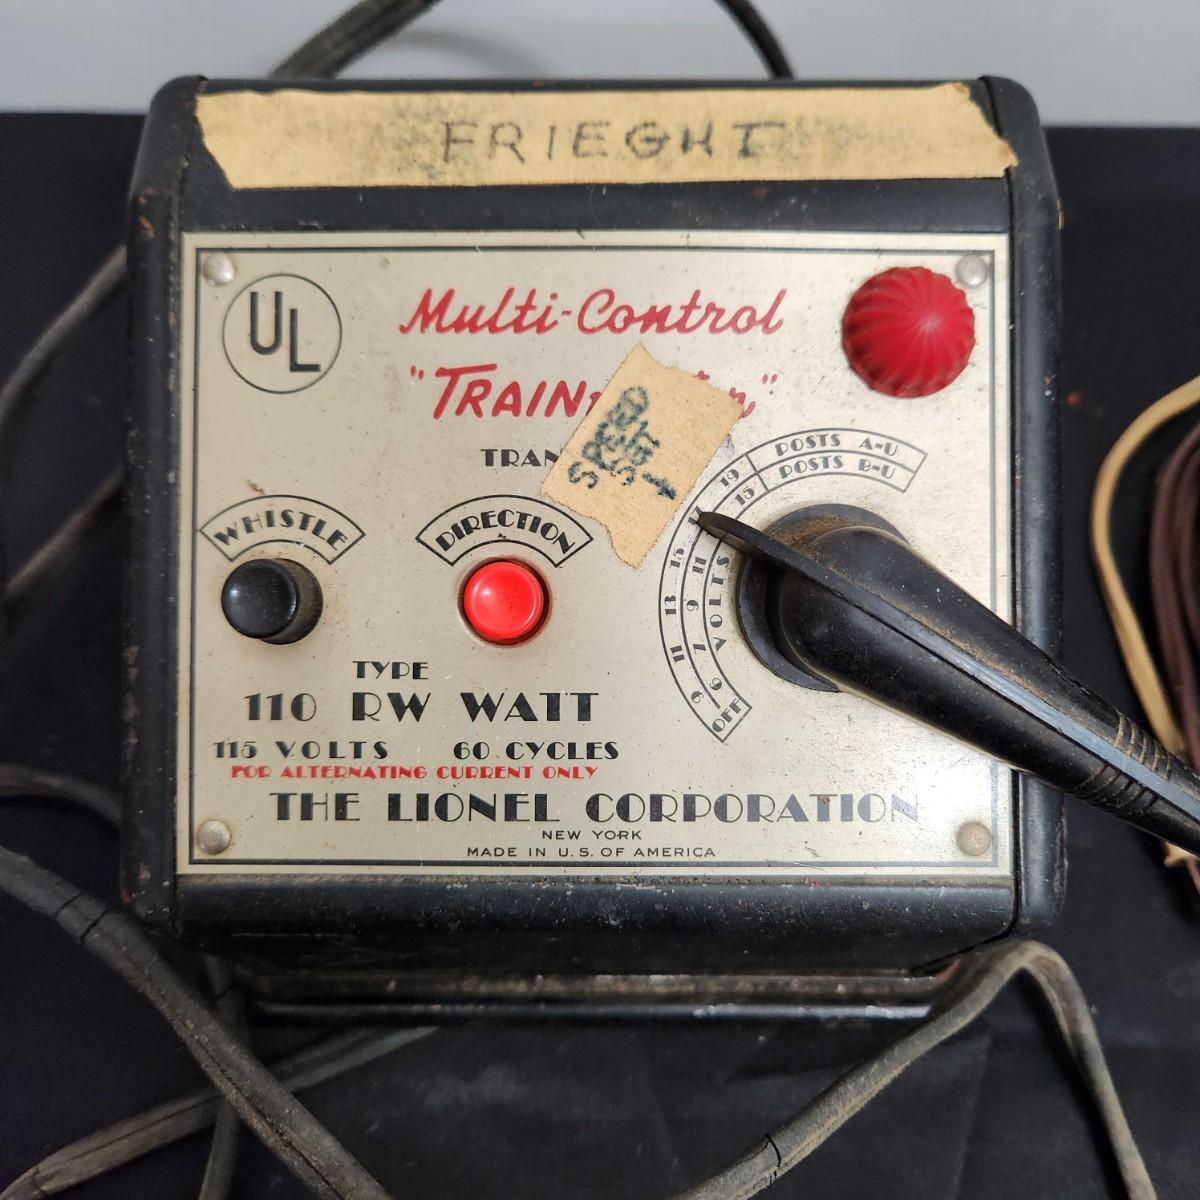 FRIEGHT
UL
Multi-Control
"TRAIN
TRAN
SPEED
SET
WHISTLE
DIRECTION
POSTS A-U
POSTS B-U
19
15
17
15
11
13
9
VOLTS
11
7
9
6
OFF
TYPE
110 RW WATT
115 VOLTS 60 CYCLES
FOR ALTERNATING CURRENT ONLY
THE LIONEL CORPORATION
NEW YORK
MADE IN U.S. OF AMERICA